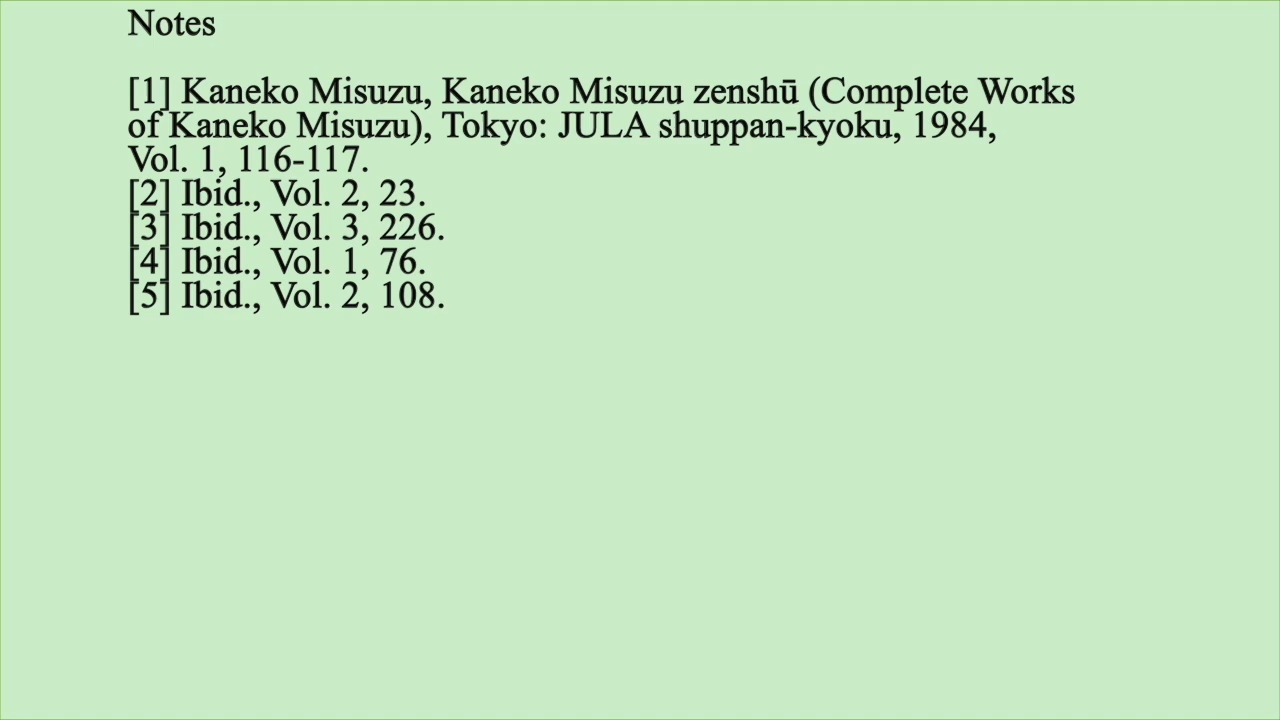 Notes
[1] Kaneko Misuzu, Kaneko Misuzu zenshū (Complete Works
of Kaneko Misuzu), Tokyo: JULA shuppan-kyoku, 1984,
Vol. 1, 116-117.
[2] Ibid., Vol. 2, 23.
[3] Ibid., Vol. 3, 226.
[4] Ibid., Vol. 1, 76.
[5] Ibid., Vol. 2, 108.